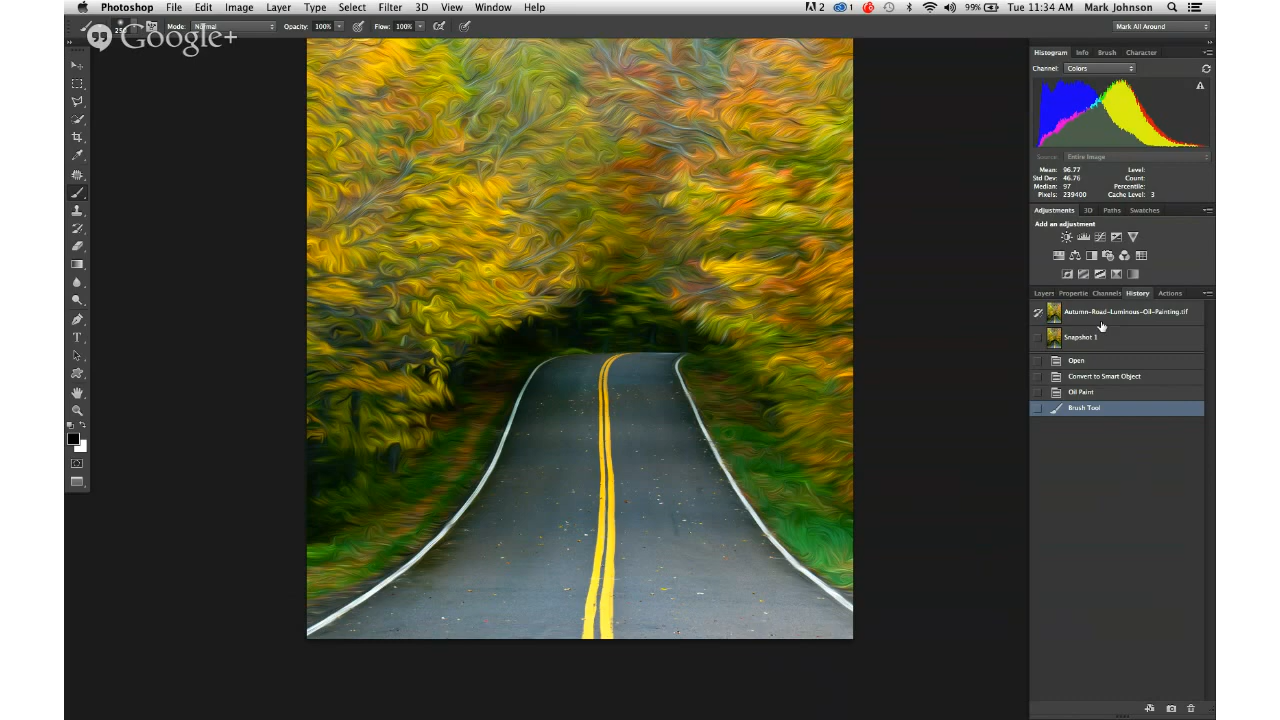 Photoshop File Edit Image Layer Type Select Filter 3D View Window Help
2 1 99% Tue 11:34 AM Mark Johnson
Mode: Normal Opacity: 100% Flow: 100% Mark All Around
Google+
Histogram Info Brush Character
Channel: Colors
Source: Entire Image
Mean: 96.77 Level:
Std Dev: 46.76 Count:
Median: 97 Percentile:
Pixels: 239400 Cache Level: 3
Adjustments 3D Paths Swatches
Add an adjustment
Layers Propertie Channels History Actions
Autumn-Road-Luminous-Oil-Painting.tif
Snapshot 1
Open
Convert to Smart Object
Oil Paint
Brush Tool